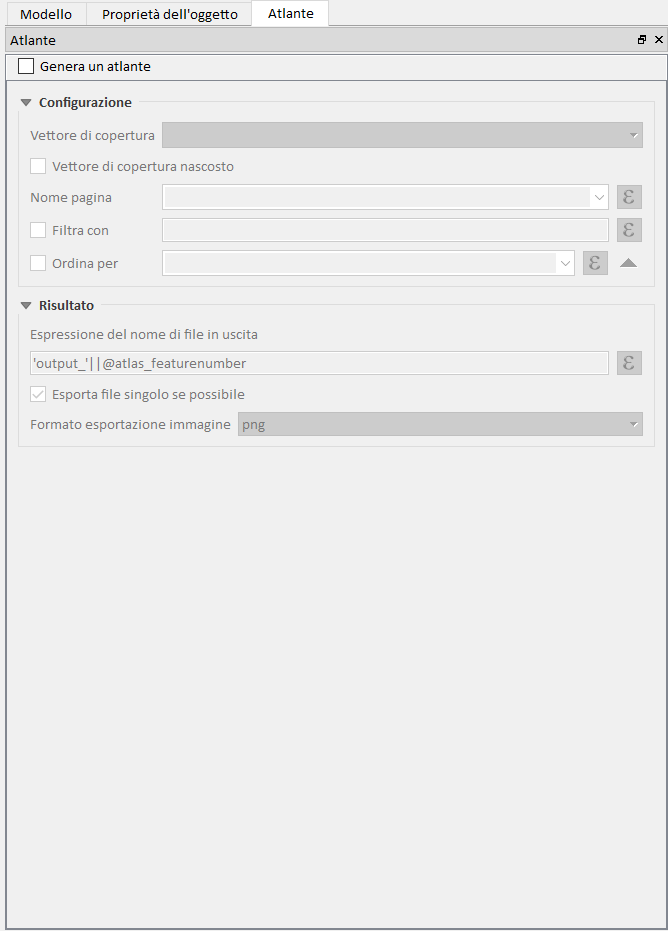 Modello Proprietà dell'oggetto Atlante
Atlante
Genera un atlante
Configurazione
Vettore di copertura
Vettore di copertura nascosto
Nome pagina ε
Filtra con ε
Ordina per ε
Risultato
Espressione del nome di file in uscita
'output_'||@atlas_featurenumber ε
Esporta file singolo se possibile
Formato esportazione immagine png